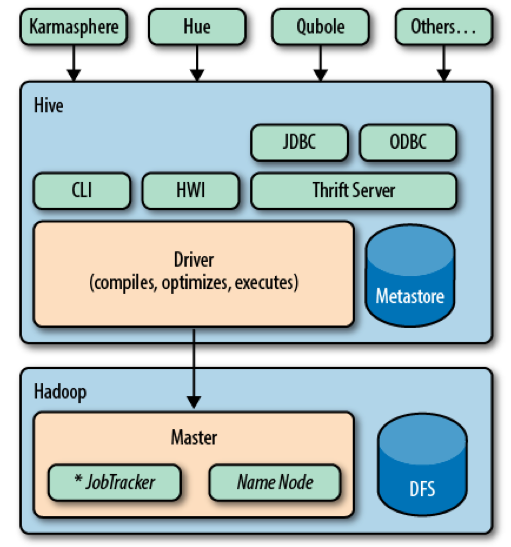 Karmasphere
Hue
Qubole
Others...
Hive
JDBC
ODBC
CLI
HWI
Thrift Server
Driver
(compiles, optimizes, executes)
Metastore
Hadoop
Master
* JobTracker
Name Node
DFS